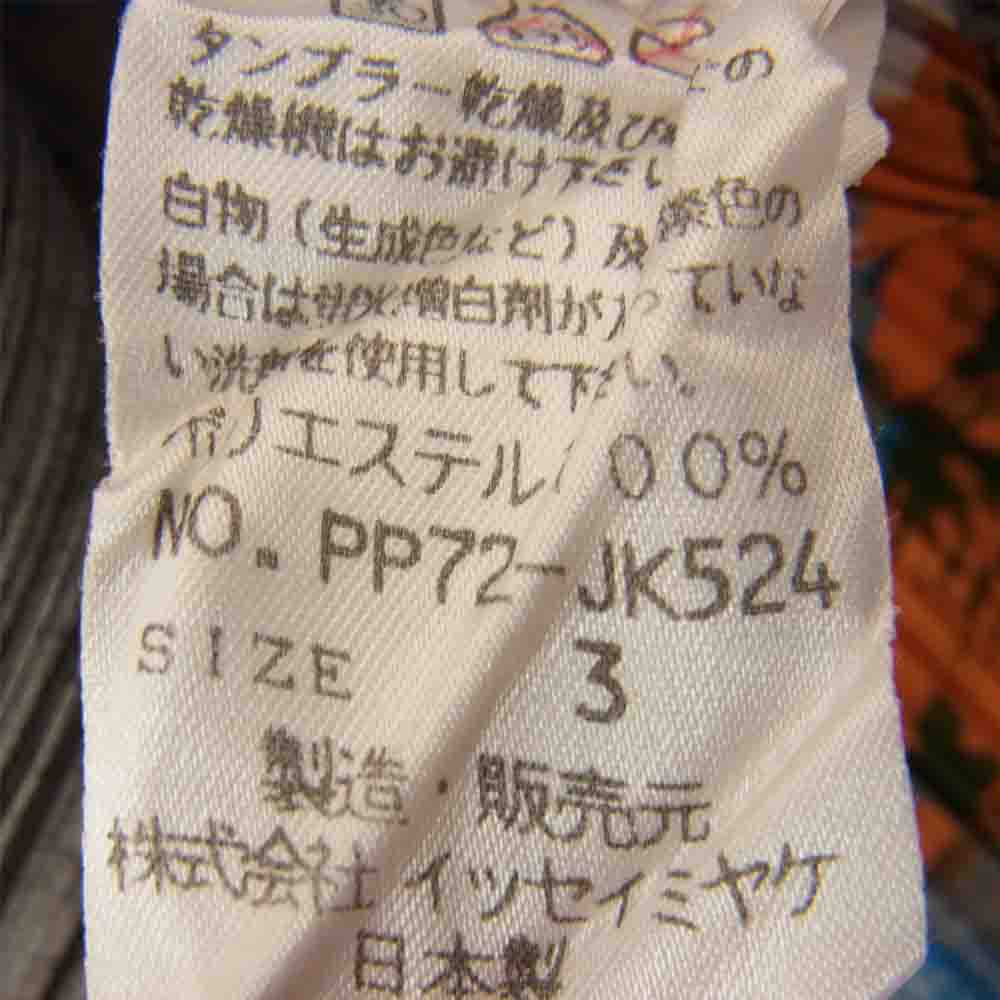 の
タンブラー乾燥及び
乾燥機はお避け下さい
白物（生成色など）及 淡色の
場合は蛍光増白剤が入っていな
い洗剤を使用して下さい。
ポリエステル100%
NO. PP72-JK524
SIZE 3
製造・販売元
株式会社イッセイミヤケ
日本製